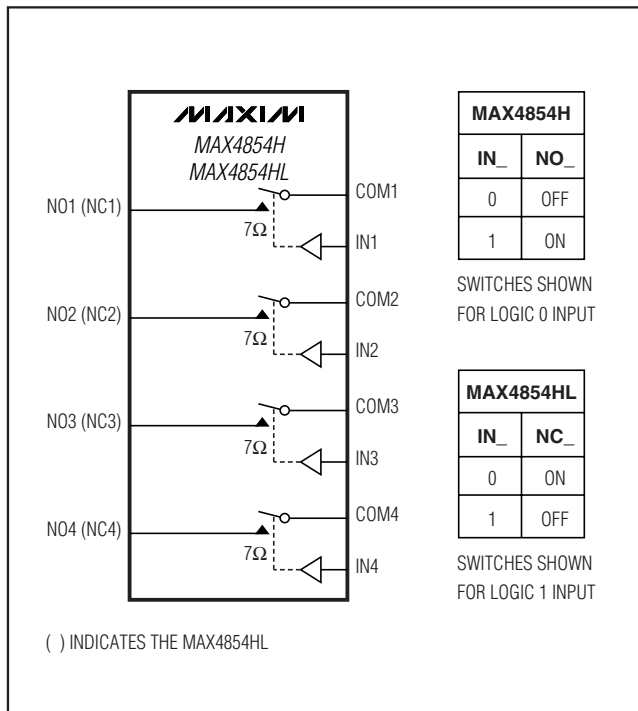 MAXIM
MAX4854H
MAX4854HL
NO1 (NC1)
COM1
7Ω
IN1
NO2 (NC2)
COM2
7Ω
IN2
NO3 (NC3)
COM3
7Ω
IN3
NO4 (NC4)
COM4
7Ω
IN4
( ) INDICATES THE MAX4854HL
MAX4854H
IN_ NO_
0 OFF
1 ON
SWITCHES SHOWN
FOR LOGIC 0 INPUT
MAX4854HL
IN_ NC_
0 ON
1 OFF
SWITCHES SHOWN
FOR LOGIC 1 INPUT